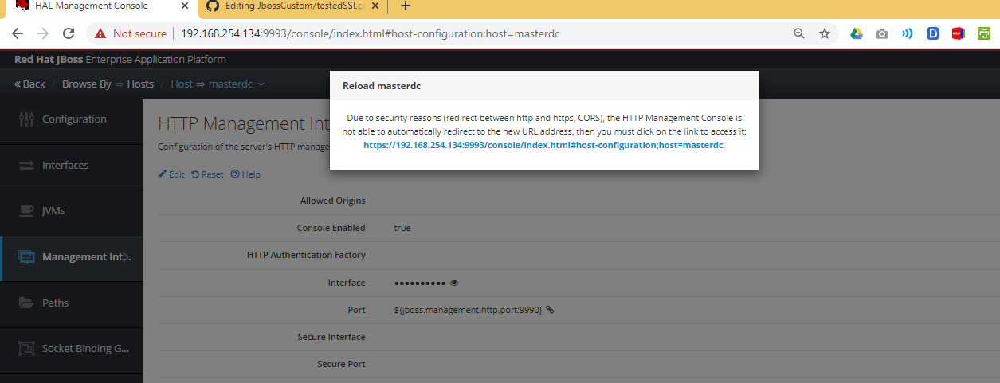 HAL Management Console
Editing JbossCustom/testedSSLe
Not secure 192.168.254.134:9993/console/index.html#host-configuration;host=masterdc
Red Hat JBoss Enterprise Application Platform
« Back / Browse By ⇒ Hosts / Host ⇒ masterdc
Reload masterdc
Due to security reasons (redirect between http and https, CORS), the HTTP Management Console is
not able to automatically redirect to the new URL address, then you must click on the link to access it:
https://192.168.254.134:9993/console/index.html#host-configuration;host=masterdc.
Configuration
Interfaces
JVMs
Management Int...
Paths
Socket Binding G...
HTTP Management Int
Configuration of the server's HTTP manage
Edit Reset Help
Allowed Origins
Console Enabled true
HTTP Authentication Factory
Interface ••••••••••
Port ${jboss.management.http.port:9990}
Secure Interface
Secure Port